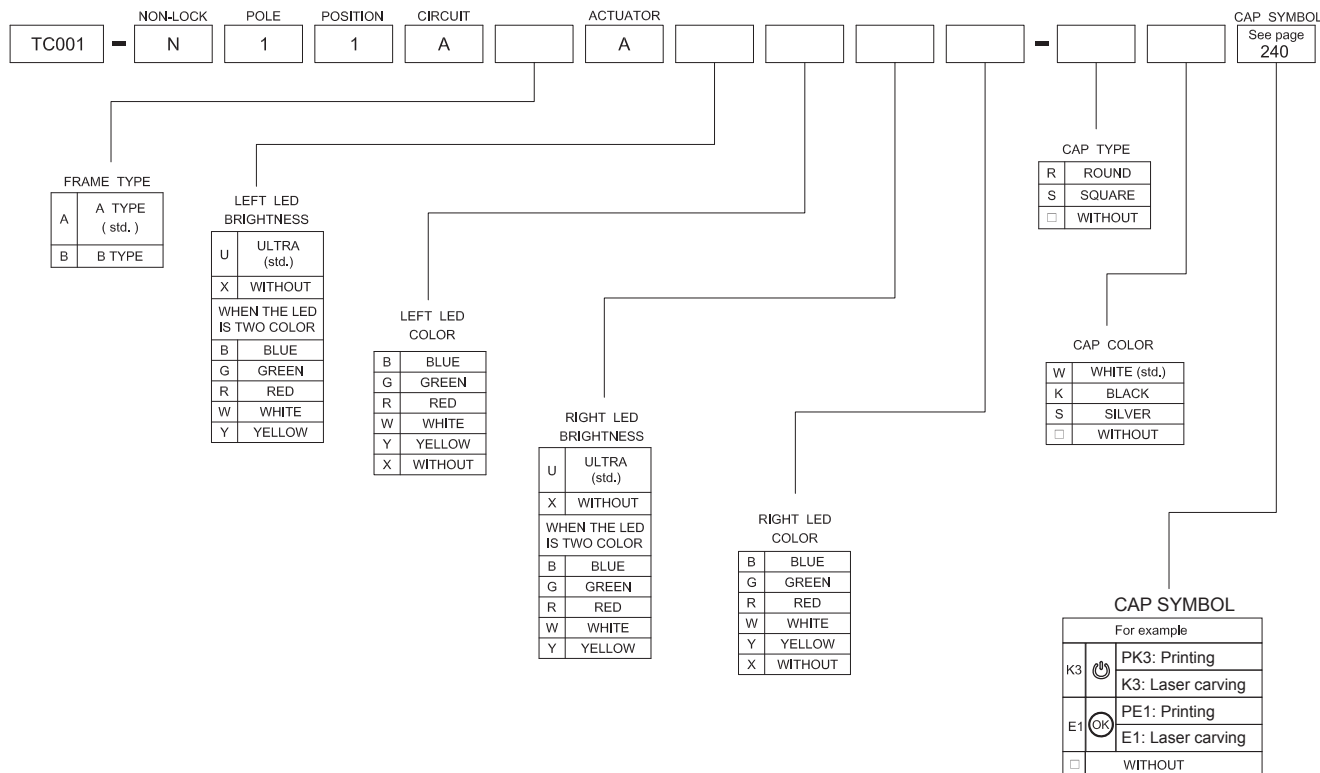 NON-LOCK POLE POSITION CIRCUIT ACTUATOR CAP SYMBOL
TC001 - N 1 1 A A - See page
240
FRAME TYPE
A A TYPE
( std. )
B B TYPE
LEFT LED
BRIGHTNESS
U ULTRA
(std.)
X WITHOUT
WHEN THE LED
IS TWO COLOR
B BLUE
G GREEN
R RED
W WHITE
Y YELLOW
LEFT LED
COLOR
B BLUE
G GREEN
R RED
W WHITE
Y YELLOW
X WITHOUT
RIGHT LED
BRIGHTNESS
U ULTRA
(std.)
X WITHOUT
WHEN THE LED
IS TWO COLOR
B BLUE
G GREEN
R RED
W WHITE
Y YELLOW
RIGHT LED
COLOR
B BLUE
G GREEN
R RED
W WHITE
Y YELLOW
X WITHOUT
CAP TYPE
R ROUND
S SQUARE
□ WITHOUT
CAP COLOR
W WHITE (std.)
K BLACK
S SILVER
□ WITHOUT
CAP SYMBOL
For example
K3 PK3: Printing
K3: Laser carving
E1 OK PE1: Printing
E1: Laser carving
□ WITHOUT